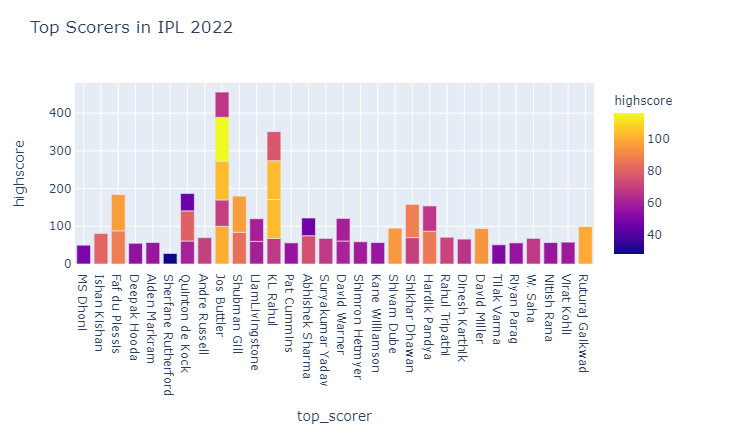 Top Scorers in IPL 2022
highscore
400
300
200
100
0
MS Dhoni
Ishan Kishan
Faf du Plessis
Deepak Hooda
Aiden Markram
Sherfane Rutherford
Quinton de Kock
Andre Russell
Jos Buttler
Shubman Gill
LiamLivingstone
KL Rahul
Pat Cummins
Abhishek Sharma
Suryakumar Yadav
David Warner
Shimron Hetmyer
Kane Williamson
Shivam Dube
Shikhar Dhawan
Hardik Pandya
Rahul Tripathi
Dinesh Karthik
David Miller
Tilak Varma
Riyan Parag
W. Saha
Nitish Rana
Virat Kohli
Ruturaj Gaikwad
top_scorer
highscore
100
80
60
40